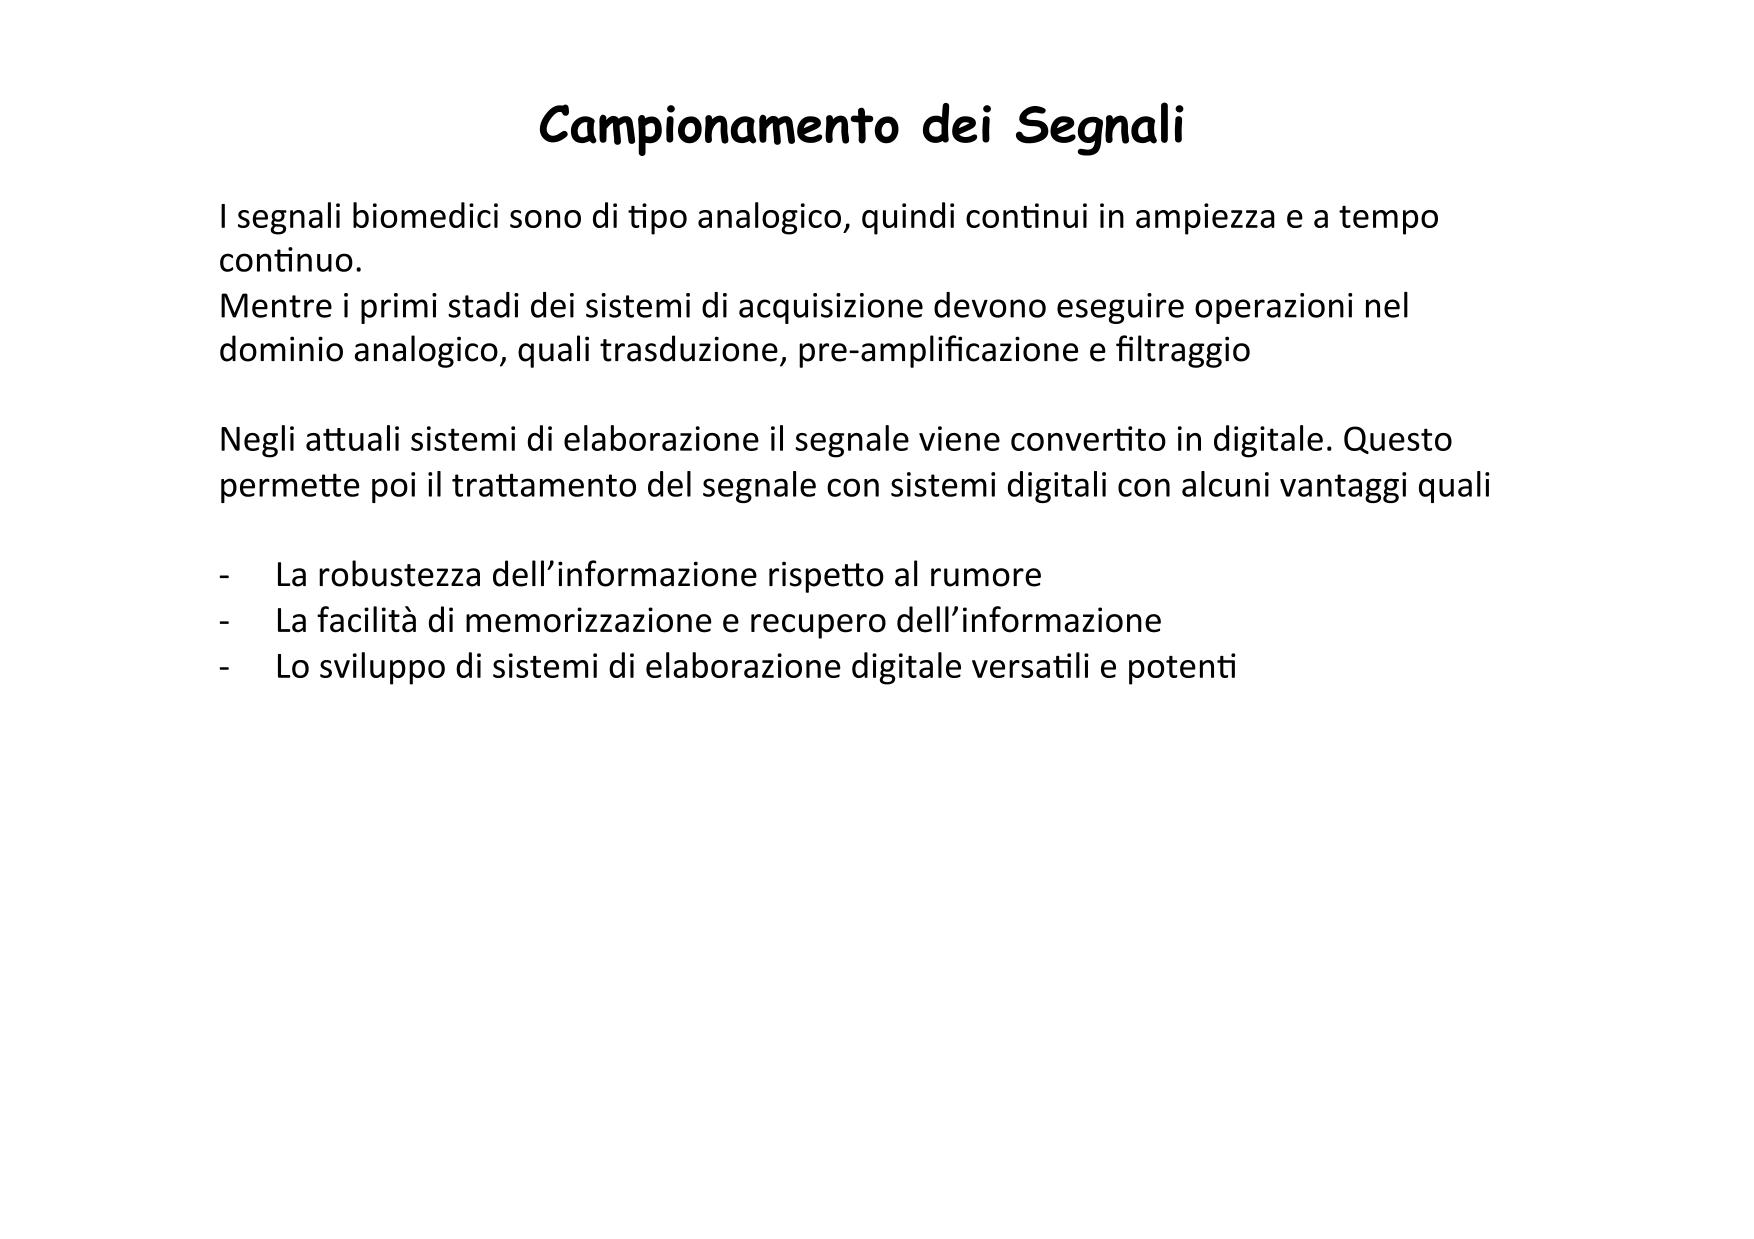 Campionamento dei Segnali
I segnali biomedici sono di tipo analogico, quindi continui in ampiezza e a tempo
continuo.
Mentre i primi stadi dei sistemi di acquisizione devono eseguire operazioni nel
dominio analogico, quali trasduzione, pre-amplificazione e filtraggio
Negli attuali sistemi di elaborazione il segnale viene convertito in digitale. Questo
permette poi il trattamento del segnale con sistemi digitali con alcuni vantaggi quali
- La robustezza dell’informazione rispetto al rumore
- La facilità di memorizzazione e recupero dell’informazione
- Lo sviluppo di sistemi di elaborazione digitale versatili e potenti